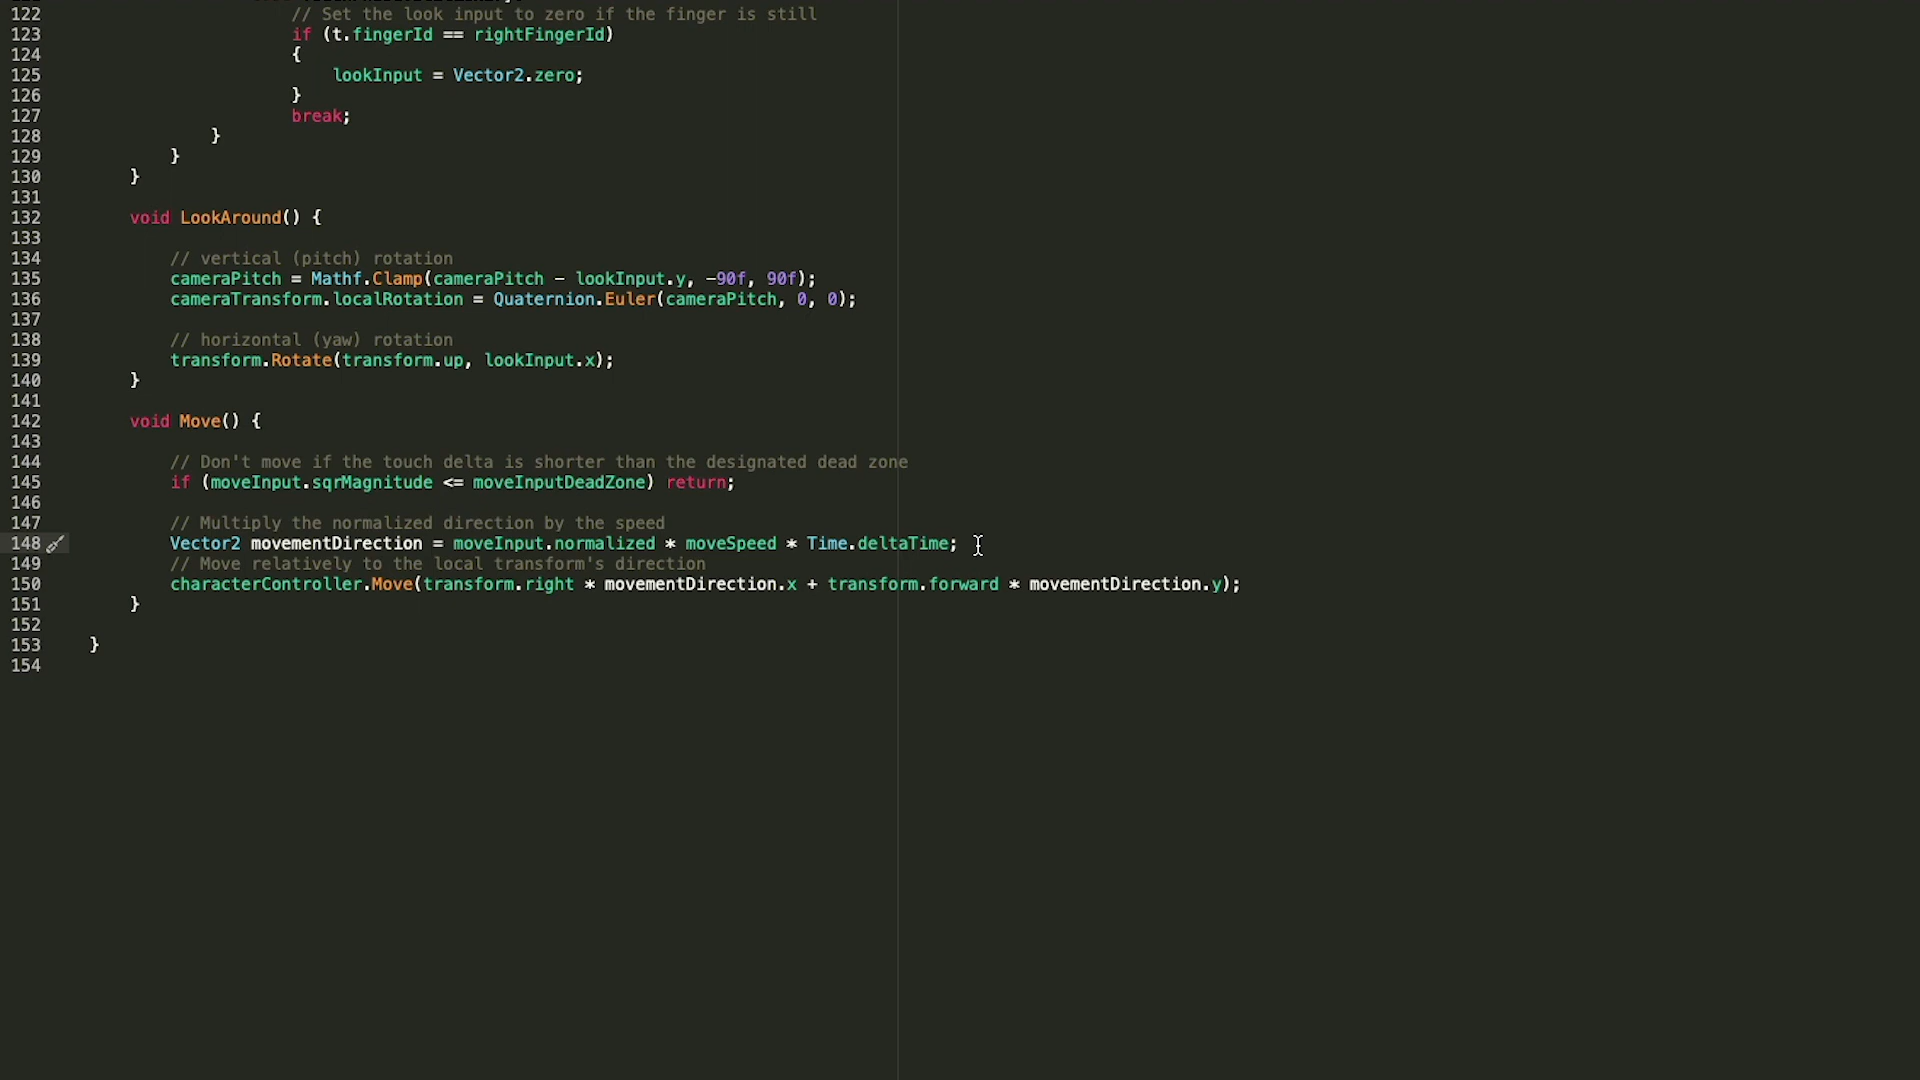 122 // Set the look input to zero if the finger is still
123 if (t.fingerId == rightFingerId)
124 {
125 lookInput = Vector2.zero;
126 }
127 break;
128 }
129 }
130 }
131
132 void LookAround() {
133
134 // vertical (pitch) rotation
135 cameraPitch = Mathf.Clamp(cameraPitch - lookInput.y, -90f, 90f);
136 cameraTransform.localRotation = Quaternion.Euler(cameraPitch, 0, 0);
137
138 // horizontal (yaw) rotation
139 transform.Rotate(transform.up, lookInput.x);
140 }
141
142 void Move() {
143
144 // Don't move if the touch delta is shorter than the designated dead zone
145 if (moveInput.sqrMagnitude <= moveInputDeadZone) return;
146
147 // Multiply the normalized direction by the speed
148 Vector2 movementDirection = moveInput.normalized * moveSpeed * Time.deltaTime;
149 // Move relatively to the local transform's direction
150 characterController.Move(transform.right * movementDirection.x + transform.forward * movementDirection.y);
151 }
152
153 }
154